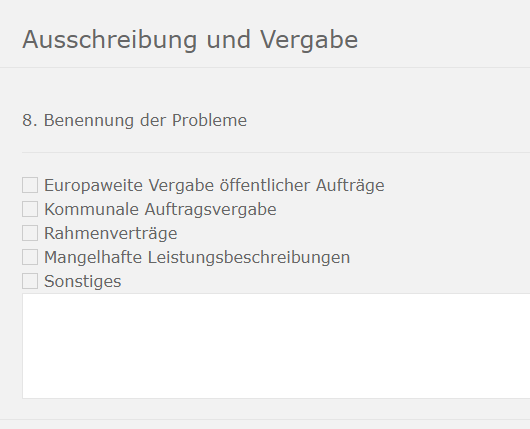 Ausschreibung und Vergabe
8. Benennung der Probleme
Europaweite Vergabe öffentlicher Aufträge
Kommunale Auftragsvergabe
Rahmenverträge
Mangelhafte Leistungsbeschreibungen
Sonstiges